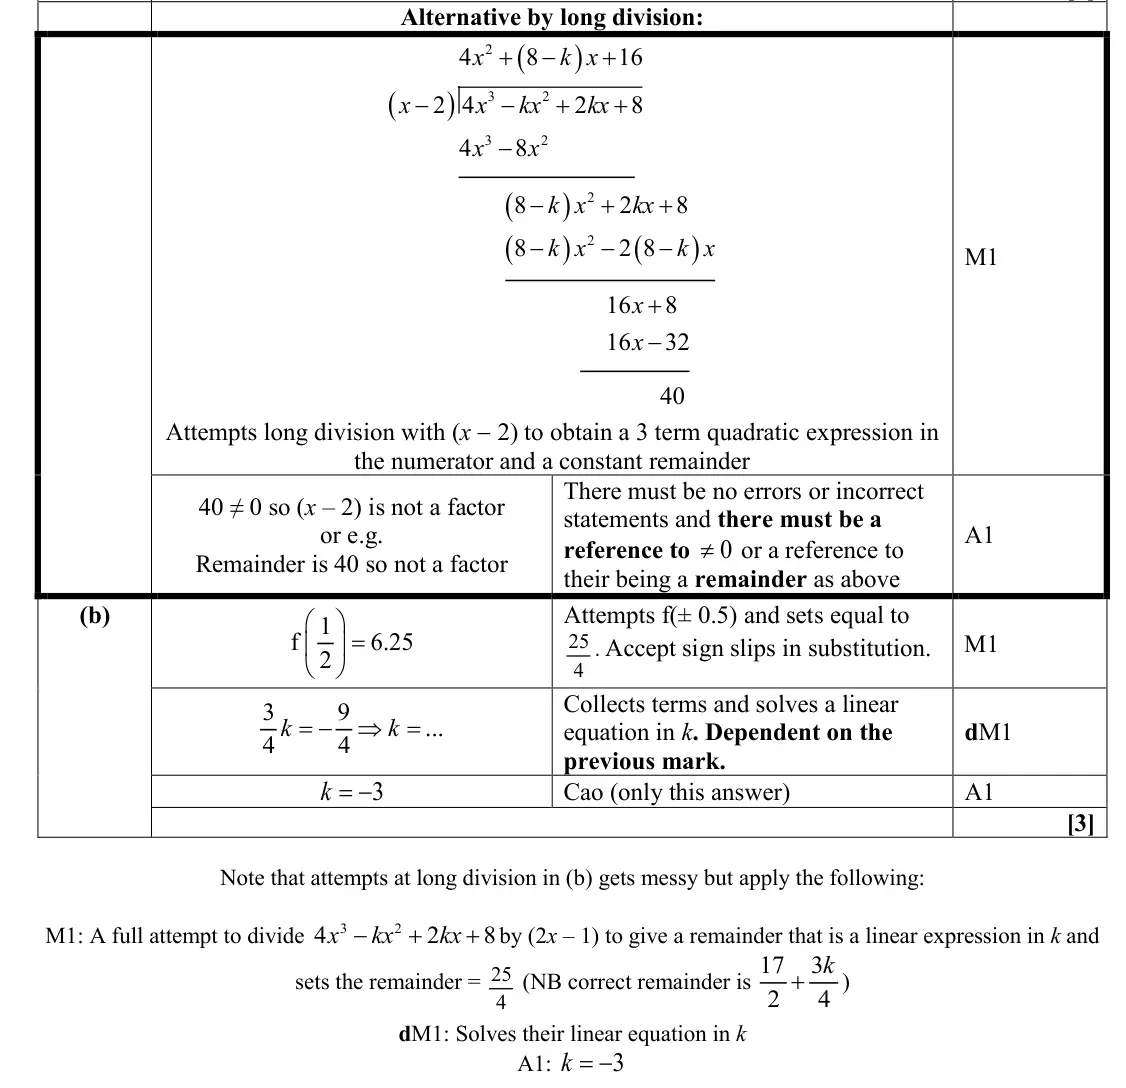 Alternative by long division:
4x² + (8 − k)x + 16
(x − 2)4x³ − kx² + 2kx + 8
4x³ − 8x²
(8 − k)x² + 2kx + 8
(8 − k)x² − 2(8 − k)x
M1
16x + 8
16x − 32
40
Attempts long division with (x – 2) to obtain a 3 term quadratic expression in
the numerator and a constant remainder
40 ≠ 0 so (x – 2) is not a factor
or e.g.
Remainder is 40 so not a factor
There must be no errors or incorrect
statements and there must be a
reference to ≠ 0 or a reference to
their being a remainder as above
A1
(b)
f(1/2) = 6.25
Attempts f(± 0.5) and sets equal to
25/4 . Accept sign slips in substitution.
M1
3/4 k = − 9/4 ⇒ k = ...
Collects terms and solves a linear
equation in k. Dependent on the
previous mark.
dM1
k = −3
Cao (only this answer)
A1
[3]
Note that attempts at long division in (b) gets messy but apply the following:
M1: A full attempt to divide 4x³ − kx² + 2kx + 8 by (2x – 1) to give a remainder that is a linear expression in k and
sets the remainder = 25/4 (NB correct remainder is 17/2 + 3k/4)
dM1: Solves their linear equation in k
A1: k = −3